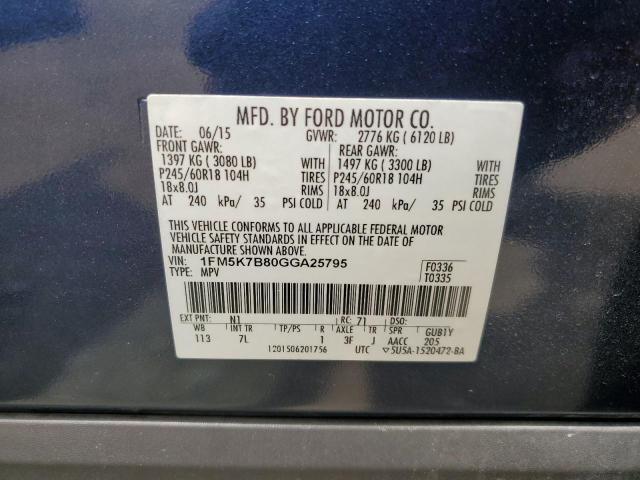 MFD. BY FORD MOTOR CO.
06/15 GVWR: 2776 KG ( 6120 LB)
FRONT GAWR: REAR GAWR:
1397 KG ( 3080 LB) WITH 1497 KG ( 3300 LB) WITH
P245/60R18 104H TIRES P245/60R18 104H TIRES
18x8.0J RIMS 18x8.0J RIMS
AT 240 kPa/ 35 PSI COLD AT 240 kPa/ 35 PSI COLD
THIS VEHICLE CONFORMS TO ALL APPLICABLE FEDERAL MOTOR
VEHICLE SAFETY STANDARDS IN EFFECT ON THE DATE OF
MANUFACTURE SHOWN ABOVE.
VIN: 1FM5K7B80GGA25795 F0336
TYPE: MPV T0335
EXT PNT: N1 RC: 71 DSO:
WB INT TR TP/PS R AXLE TR SPR GUB1Y
113 7L 1 3F J AACC 205
1201506201756 UTC ▽5U5A-1520472-BA